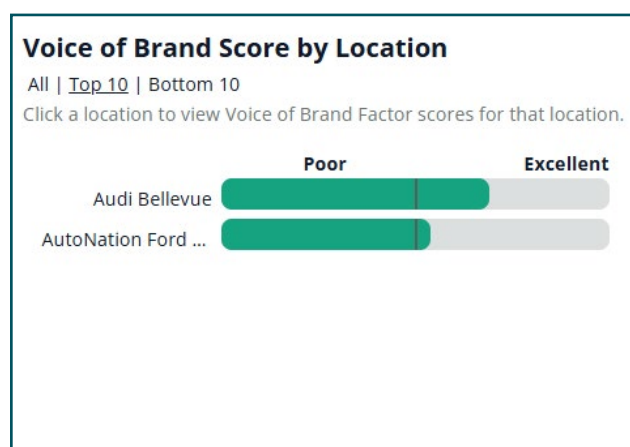 Voice of Brand Score by Location
All | Top 10 | Bottom 10
Click a location to view Voice of Brand Factor scores for that location.
Poor Excellent
Audi Bellevue
AutoNation Ford ...